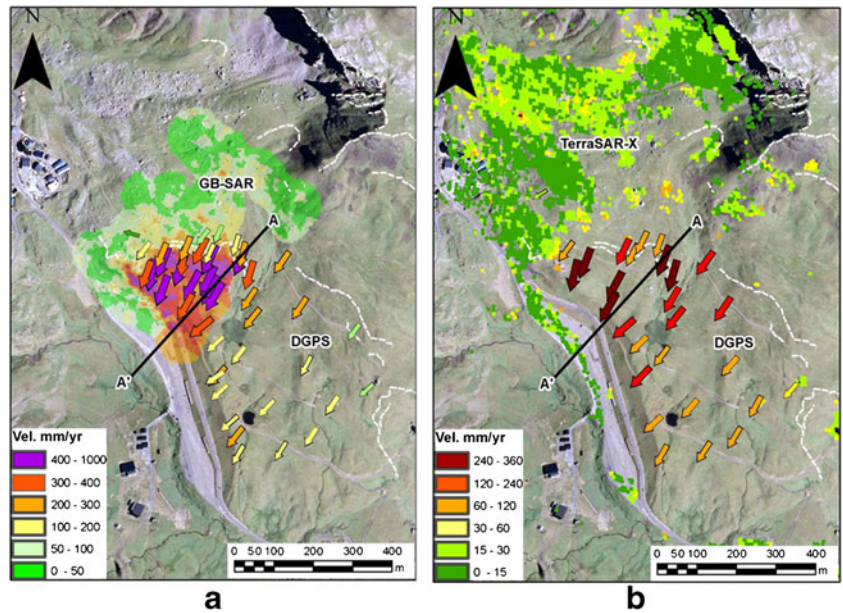 N
GB-SAR
A
DGPS
A'
Vel. mm/yr
400 - 1000
300 - 400
200 - 300
100 - 200
50 - 100
0 - 50
0 50 100 200 300 400
m
a
N
TerraSAR-X
A
DGPS
A'
Vel. mm/yr
240 - 360
120 - 240
60 - 120
30 - 60
15 - 30
0 - 15
0 50 100 200 300 400
m
b